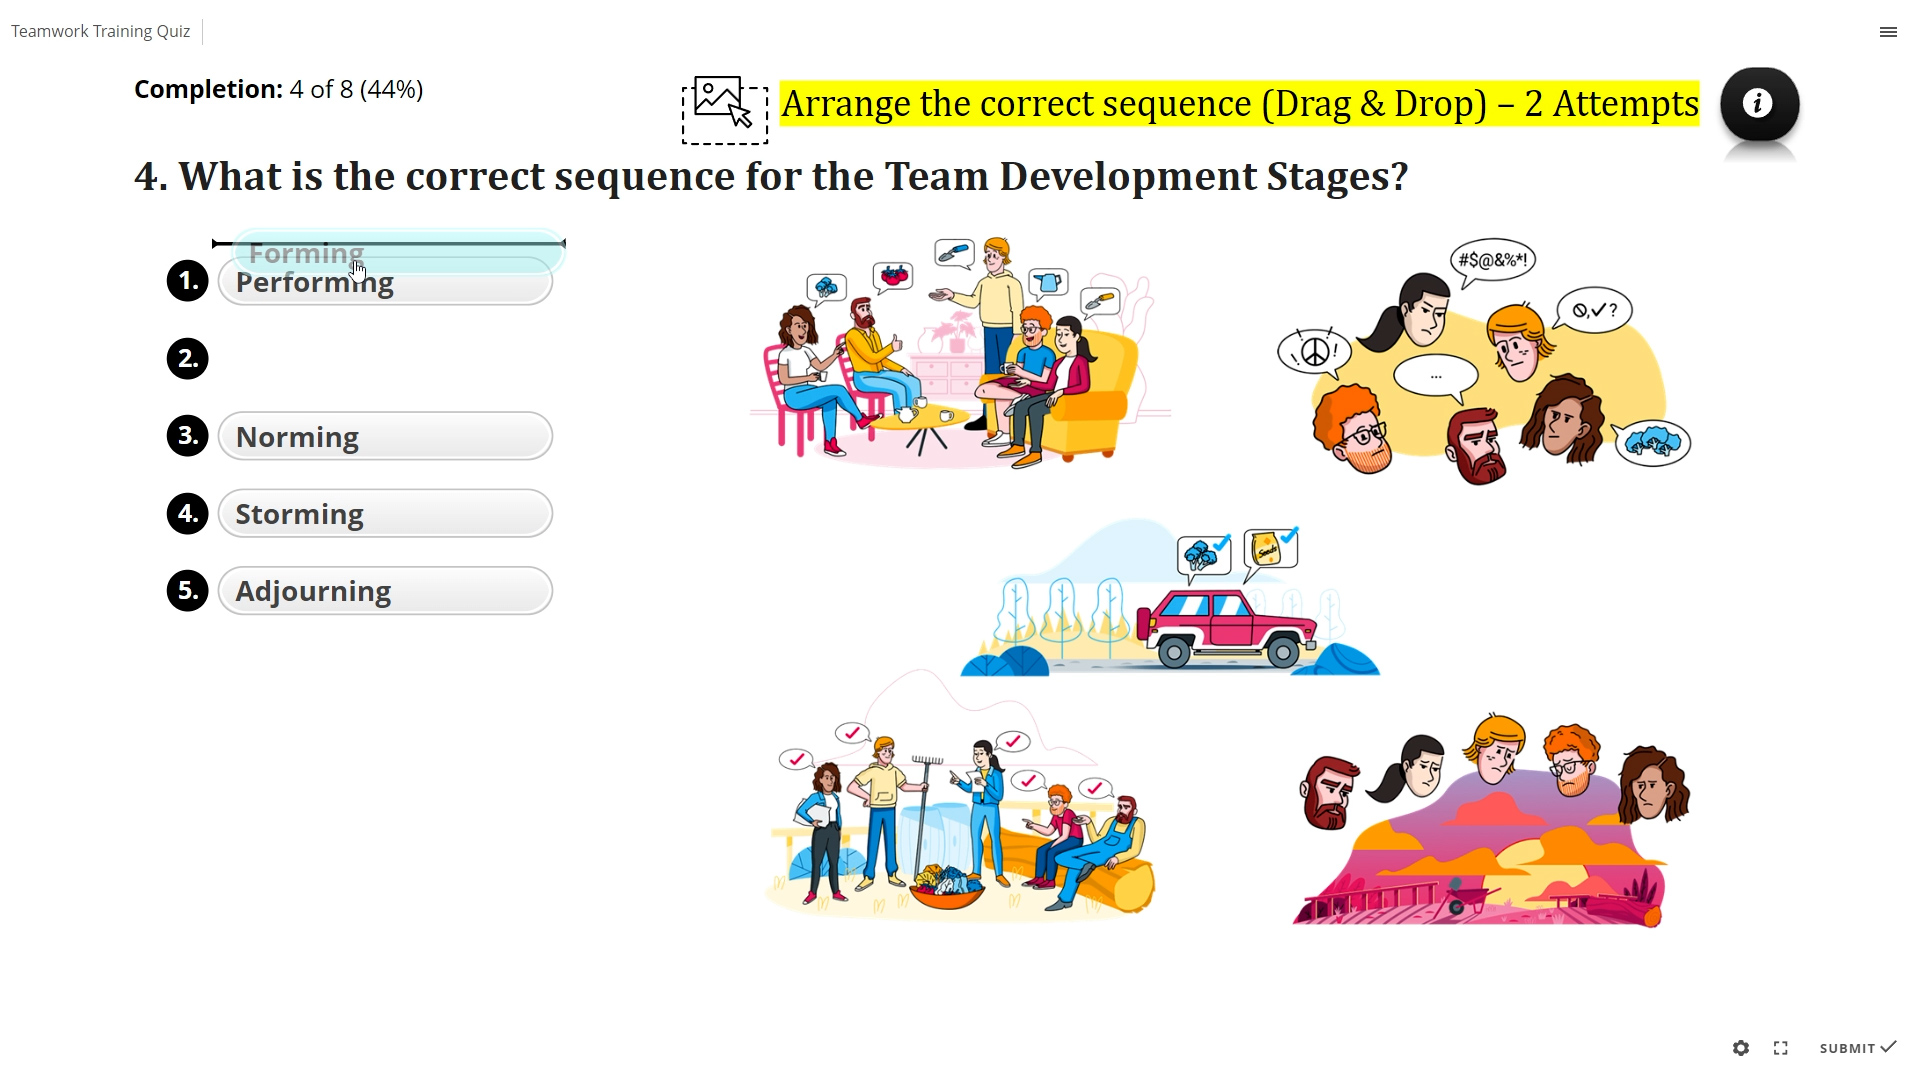 Teamwork Training Quiz
Completion: 4 of 8 (44%)
Arrange the correct sequence (Drag & Drop) – 2 Attempts
i
4. What is the correct sequence for the Team Development Stages?
Forming
1. Performing
2.
3. Norming
4. Storming
5. Adjourning
#$@&%*!
?
!
...
Seeds
SUBMIT